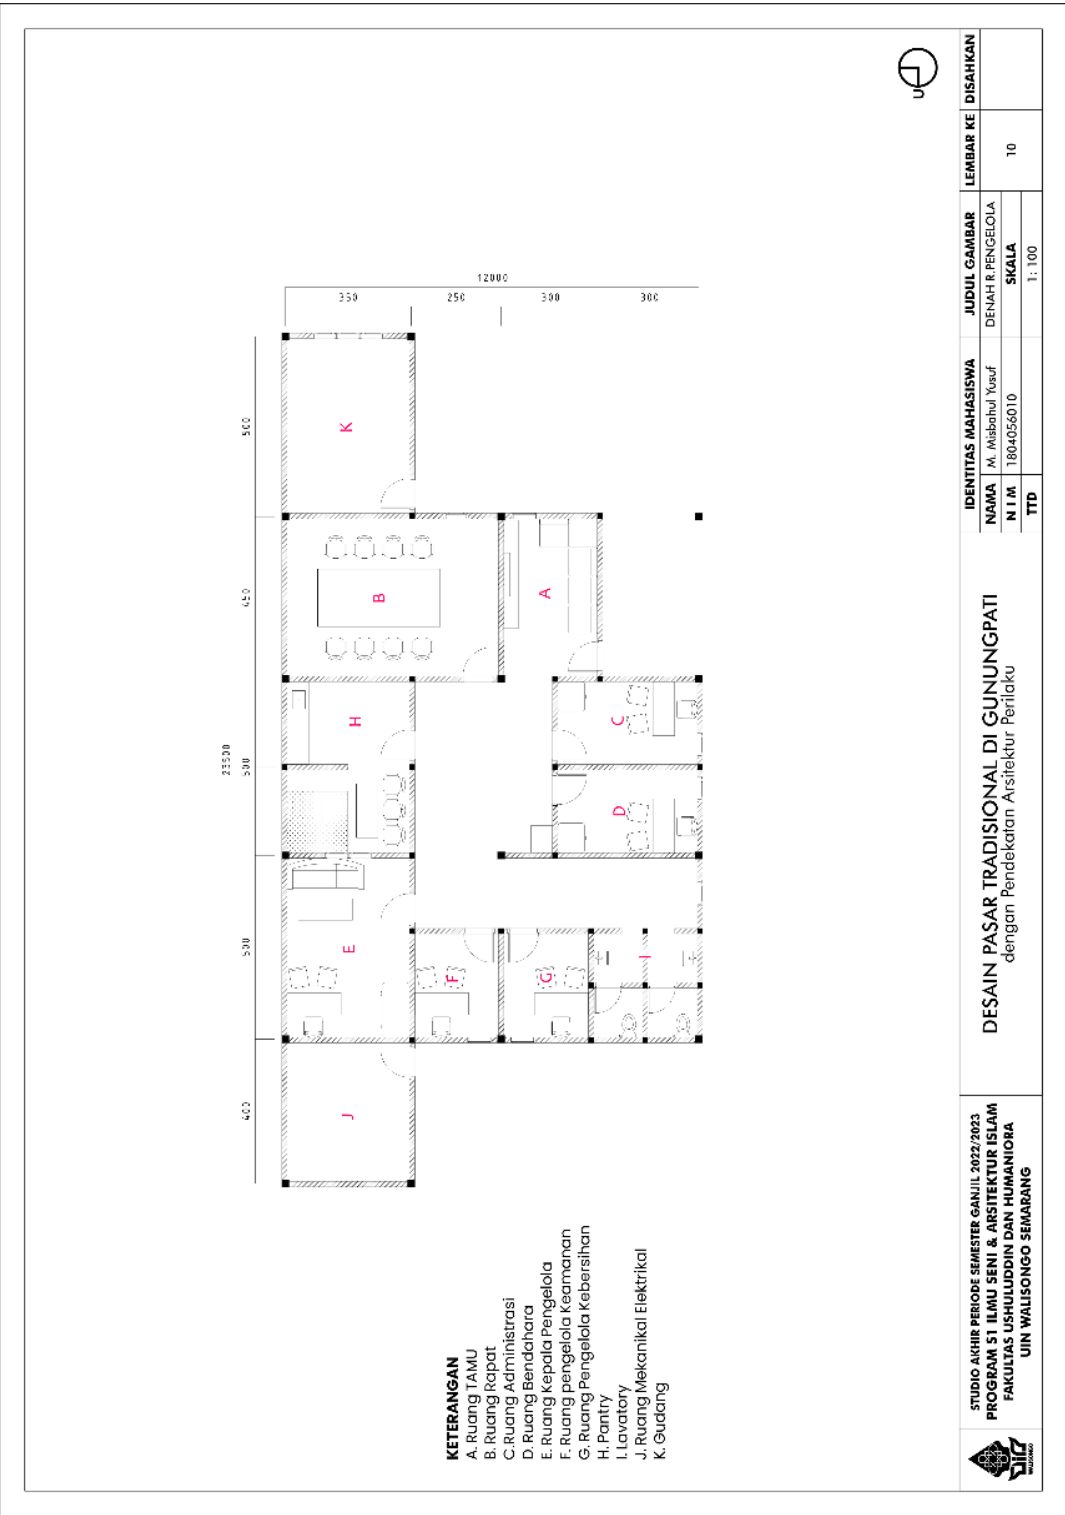 KETERANGAN
A. Ruang TAMU
B. Ruang Rapat
C.Ruang Administrasi
D. Ruang Bendahara
E. Ruang Kepala Pengelola
F. Ruang pengelola Keamanan
G. Ruang Pengelola Kebersihan
H. Pantry
I. Lavatory
J. Ruang Mekanikal Elektrikal
K. Gudang
400
500
500
450
500
23500
J
E
H
B
K
F
G
I
D
C
A
12000
350
250
300
300
U
STUDIO AKHIR PERIODE SEMESTER GANJIL 2022/2023
PROGRAM S1 ILMU SENI & ARSITEKTUR ISLAM
FAKULTAS USHULUDDIN DAN HUMANIORA
UIN WALISONGO SEMARANG
WALISONGO
DESAIN PASAR TRADISIONAL DI GUNUNGPATI
dengan Pendekatan Arsitektur Perilaku
IDENTITAS MAHASISWA
NAMA M. Misbahul Yusuf
N I M 1804056010
TTD
JUDUL GAMBAR
DENAH R.PENGELOLA
SKALA
1: 100
LEMBAR KE
10
DISAHKAN